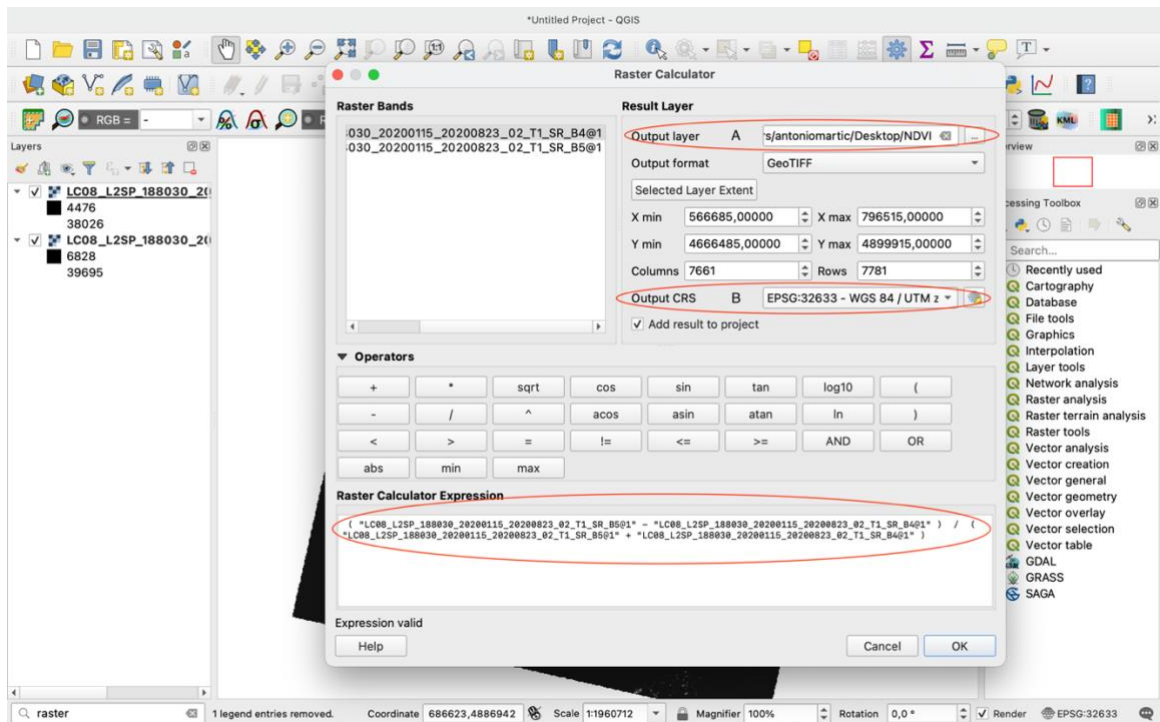 *Untitled Project - QGIS
RGB = -
Raster Calculator
Raster Bands
:030_20200115_20200823_02_T1_SR_B4@1
:030_20200115_20200823_02_T1_SR_B5@1
Result Layer
Output layer A 's/antoniomartic/Desktop/NDVI ...
Output format GeoTIFF
Selected Layer Extent
X min 566685,00000 X max 796515,00000
Y min 4666485,00000 Y max 4899915,00000
Columns 7661 Rows 7781
Output CRS B EPSG:32633 - WGS 84 / UTM z
Add result to project
Operators
+ * sqrt cos sin tan log10 (
- / ^ acos asin atan ln )
< > = != <= >= AND OR
abs min max
Raster Calculator Expression
( "LC08_L2SP_188030_20200115_20200823_02_T1_SR_B5@1" - "LC08_L2SP_188030_20200115_20200823_02_T1_SR_B4@1" ) / (
"LC08_L2SP_188030_20200115_20200823_02_T1_SR_B5@1" + "LC08_L2SP_188030_20200115_20200823_02_T1_SR_B4@1" )
Expression valid
Help Cancel OK
Layers
LC08_L2SP_188030_20
4476
38026
LC08_L2SP_188030_20
6828
39695
KML
rview
cessing Toolbox
Search...
Recently used
Cartography
Database
File tools
Graphics
Interpolation
Layer tools
Network analysis
Raster analysis
Raster terrain analysis
Raster tools
Vector analysis
Vector creation
Vector general
Vector geometry
Vector overlay
Vector selection
Vector table
GDAL
GRASS
SAGA
raster 1 legend entries removed. Coordinate 686623,4886942 Scale 1:1960712 Magnifier 100% Rotation 0,0 ° Render EPSG:32633